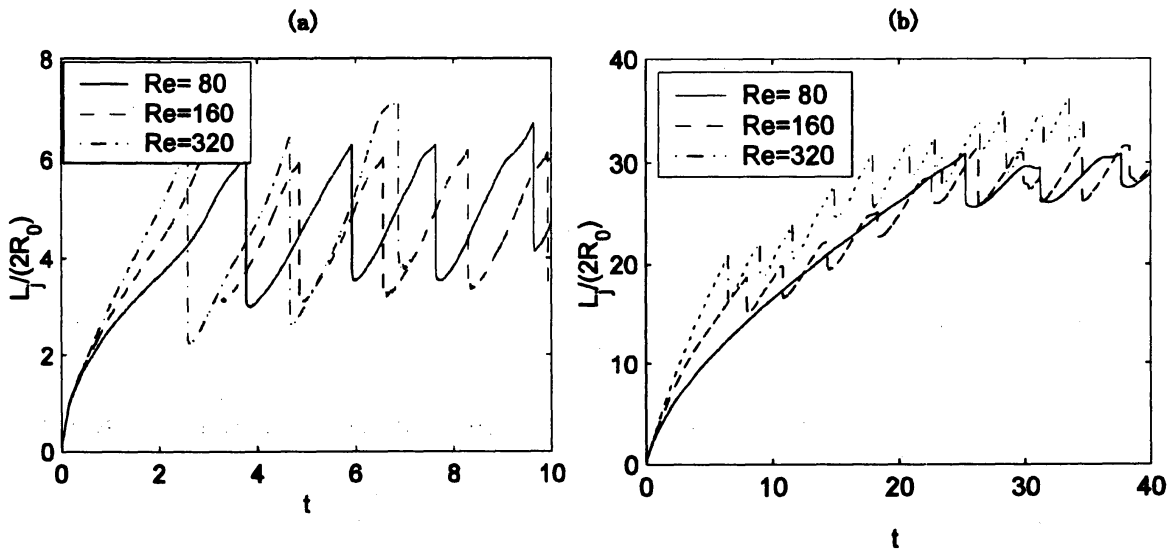 (a)
L_j/(2R_0)
8
6
4
2
0
Re= 80
Re=160
Re=320
0 2 4 6 8 10
t
(b)
L_j/(2R_0)
40
30
20
10
0
Re= 80
Re=160
Re=320
0 10 20 30 40
t